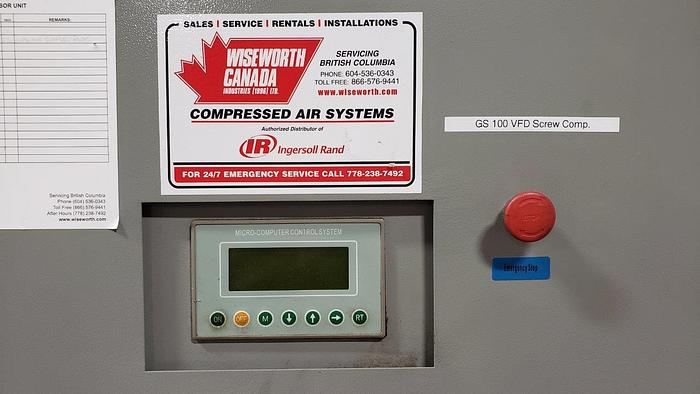 SOR UNIT
REMARKS:
Servicing British Columbia
Phone (604) 536-0343
Toll Free (866) 576-9441
After Hours (778) 238-7492
www.wiseworth.com
SALES | SERVICE | RENTALS | INSTALLATIONS
WISEWORTH
CANADA
INDUSTRIES (1996) LTD.
SERVICING
BRITISH COLUMBIA
PHONE: 604-536-0343
TOLL FREE: 866-576-9441
www.wiseworth.com
COMPRESSED AIR SYSTEMS
Authorized Distributor of
IR Ingersoll Rand
FOR 24/7 EMERGENCY SERVICE CALL 778-238-7492
GS 100 VFD Screw Comp.
Emergency Stop
MICRO-COMPUTER CONTROL SYSTEM
ON OFF M RT